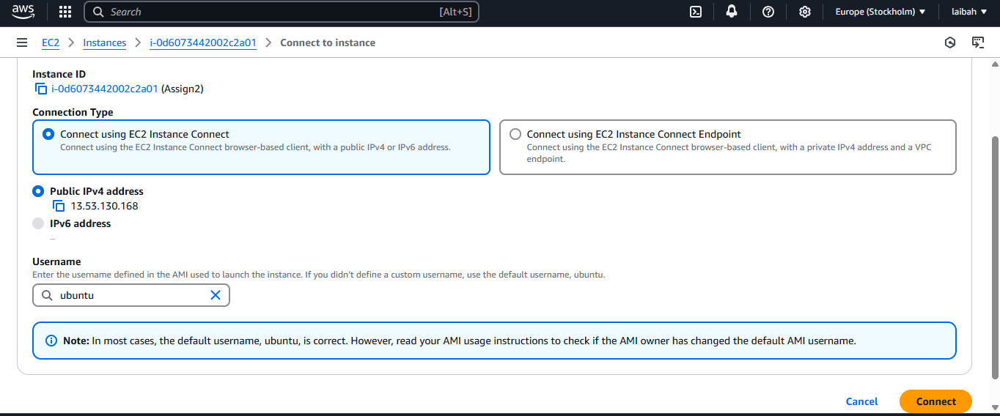 aws Search [Alt+S] Europe (Stockholm) laibah
EC2 Instances i-0d6073442002c2a01 Connect to instance
Instance ID
i-0d6073442002c2a01 (Assign2)
Connection Type
Connect using EC2 Instance Connect
Connect using the EC2 Instance Connect browser-based client, with a public IPv4 or IPv6 address.
Connect using EC2 Instance Connect Endpoint
Connect using the EC2 Instance Connect browser-based client, with a private IPv4 address and a VPC
endpoint.
Public IPv4 address
13.53.130.168
IPv6 address
–
Username
Enter the username defined in the AMI used to launch the instance. If you didn't define a custom username, use the default username, ubuntu.
ubuntu
Note: In most cases, the default username, ubuntu, is correct. However, read your AMI usage instructions to check if the AMI owner has changed the default AMI username.
Cancel Connect